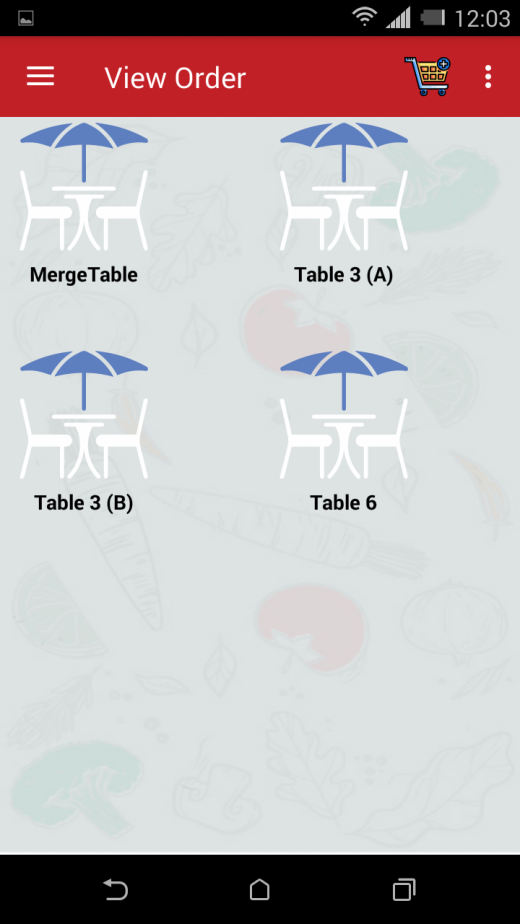 12:03
View Order
MergeTable
Table 3 (A)
Table 3 (B)
Table 6